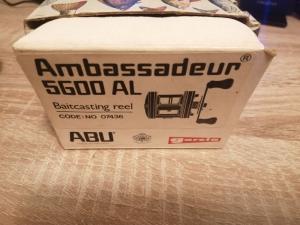 Ambassadeur®
5600 AL
Baitcasting reel
CODE: NO 07436
ABU
garcia